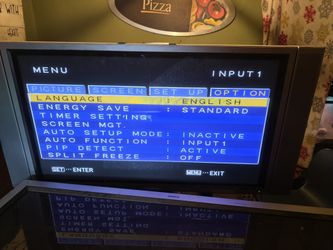 Pizza
MENU INPUT1
PICTURE SCREEN SET UP OPTION
LANGUAGE : ENGLISH
ENERGY SAVE : STANDARD
TIMER SETTING
SCREEN MGT.
AUTO SETUP MODE: INACTIVE
AUTO FUNCTION : INPUT1
PIP DETECT : ACTIVE
SPLIT FREEZE : OFF
SET : ENTER MENU : EXIT